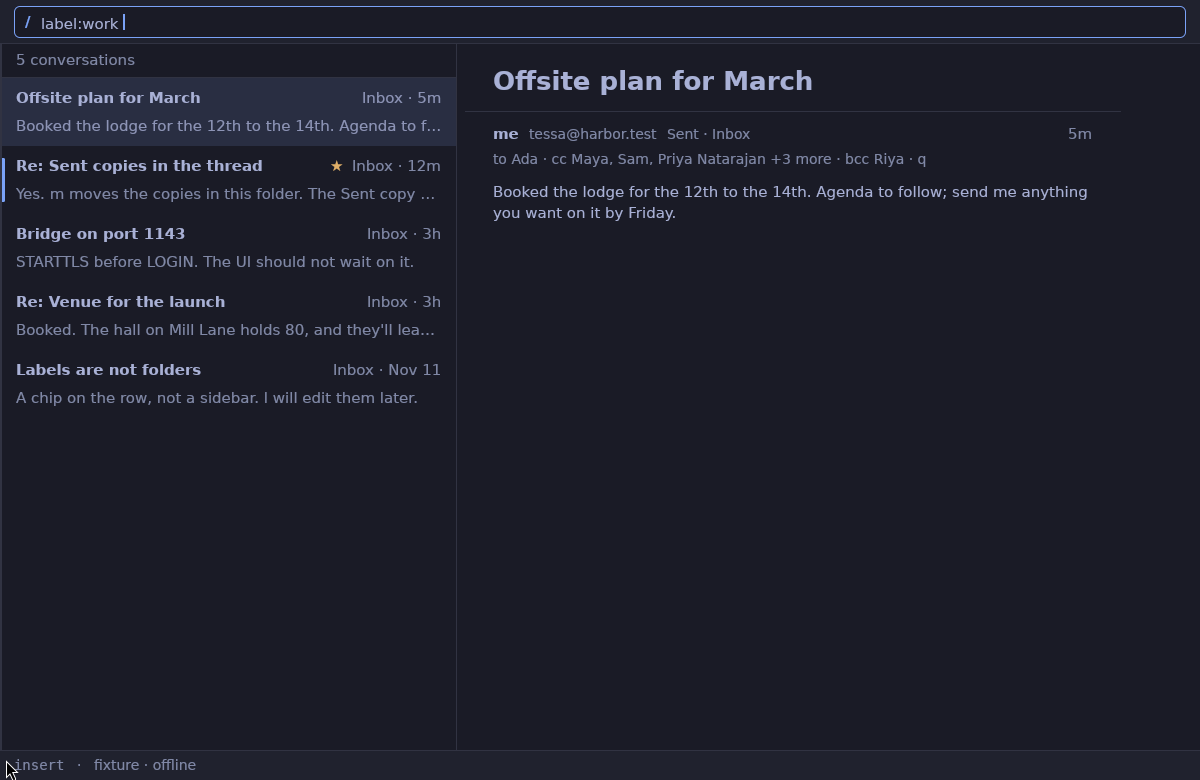 / label:work
5 conversations
Offsite plan for March Inbox · 5m
Booked the lodge for the 12th to the 14th. Agenda to f…
Re: Sent copies in the thread ★ Inbox · 12m
Yes. m moves the copies in this folder. The Sent copy …
Bridge on port 1143 Inbox · 3h
STARTTLS before LOGIN. The UI should not wait on it.
Re: Venue for the launch Inbox · 3h
Booked. The hall on Mill Lane holds 80, and they'll lea…
Labels are not folders Inbox · Nov 11
A chip on the row, not a sidebar. I will edit them later.
Offsite plan for March
me tessa@harbor.test Sent · Inbox 5m
to Ada · cc Maya, Sam, Priya Natarajan +3 more · bcc Riya · q
Booked the lodge for the 12th to the 14th. Agenda to follow; send me anything
you want on it by Friday.
insert · fixture · offline